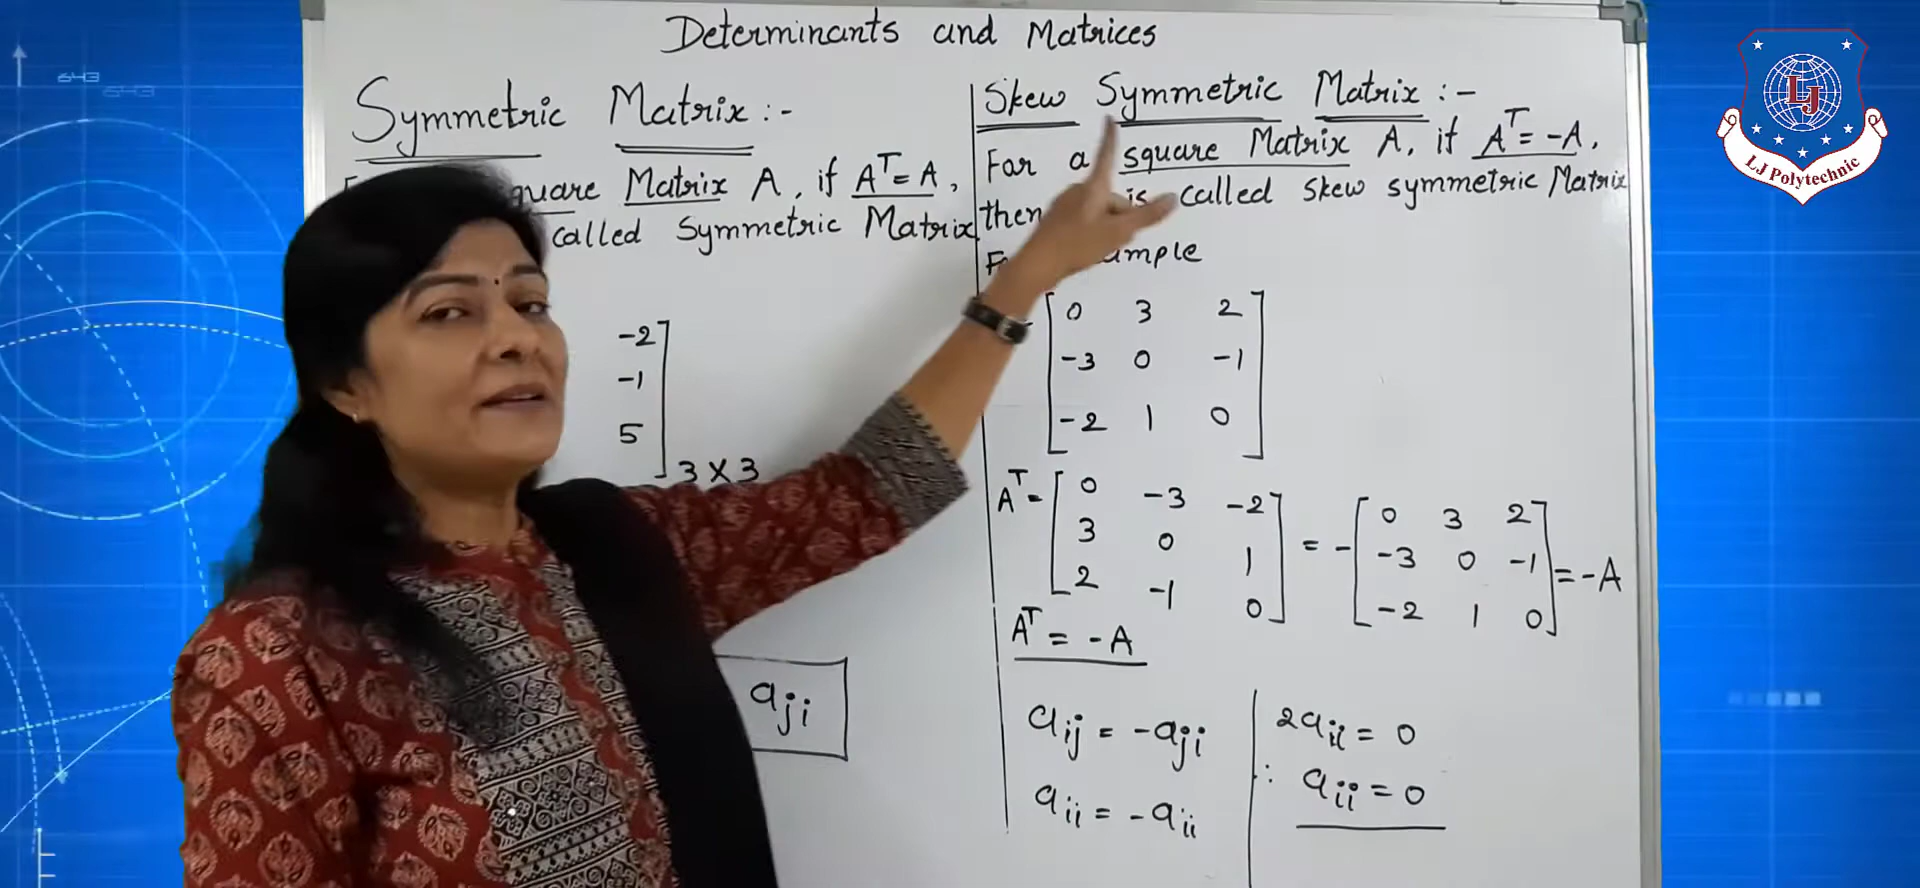 Determinants and Matrices
Symmetric Matrix :-
square Matrix A, if Aᵀ = A,
called Symmetric Matrix.
-2
-1
5
3 × 3
aji
Skew Symmetric Matrix :-
For a square Matrix A, if Aᵀ = -A,
then is called skew symmetric Matrix
0 3 2
-3 0 -1
-2 1 0
Aᵀ = [0 -3 -2
3 0 1
2 -1 0]
= - [0 3 2
-3 0 -1
-2 1 0] = -A
Aᵀ = -A
aij = -aji
aii = -aii
2aii = 0
∴ aii = 0
LJ
LJ Polytechnic
643
643